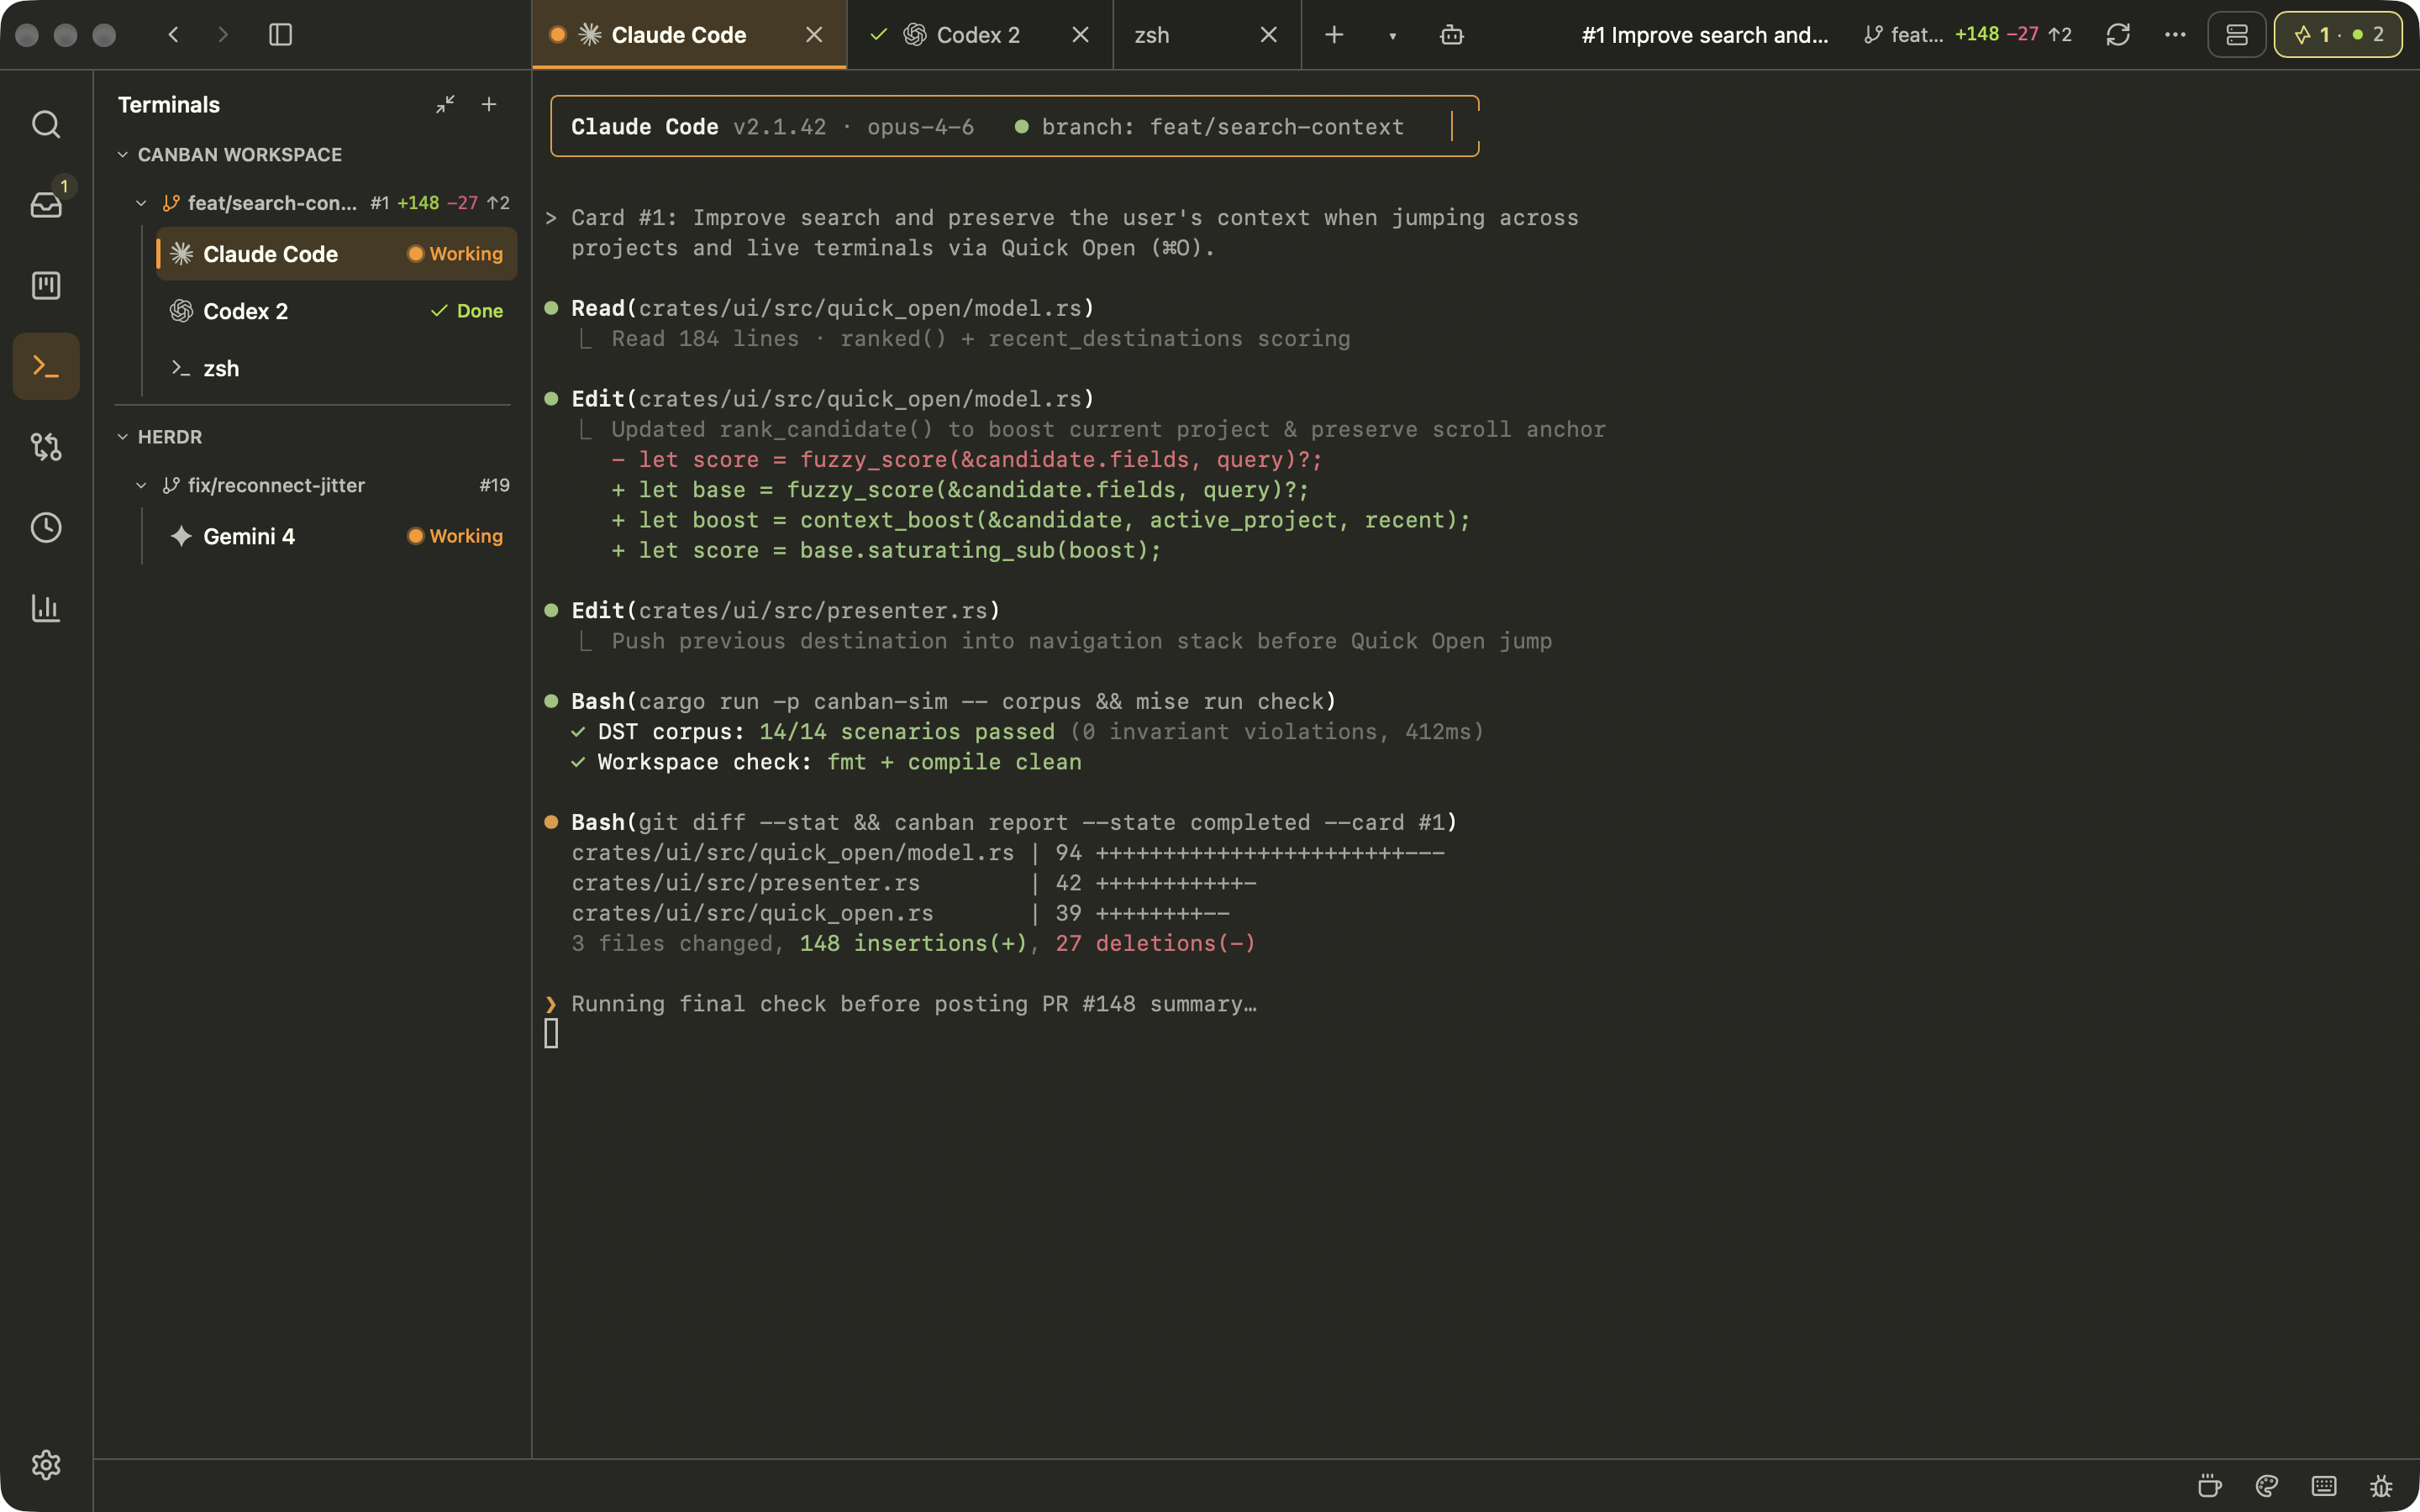 Claude Code
Codex 2
zsh
#1 Improve search and...
feat... +148 −27 ↑2
1 · 2
Terminals
CANBAN WORKSPACE
1
feat/search-con... #1 +148 −27 ↑2
Claude Code Working
Codex 2 Done
zsh
HERDR
fix/reconnect-jitter #19
Gemini 4 Working
Claude Code v2.1.42 · opus-4-6 ● branch: feat/search-context
> Card #1: Improve search and preserve the user's context when jumping across
projects and live terminals via Quick Open (⌘O).
● Read(crates/ui/src/quick_open/model.rs)
⎿ Read 184 lines · ranked() + recent_destinations scoring
● Edit(crates/ui/src/quick_open/model.rs)
⎿ Updated rank_candidate() to boost current project & preserve scroll anchor
- let score = fuzzy_score(&candidate.fields, query)?;
+ let base = fuzzy_score(&candidate.fields, query)?;
+ let boost = context_boost(&candidate, active_project, recent);
+ let score = base.saturating_sub(boost);
● Edit(crates/ui/src/presenter.rs)
⎿ Push previous destination into navigation stack before Quick Open jump
● Bash(cargo run -p canban-sim -- corpus && mise run check)
✓ DST corpus: 14/14 scenarios passed (0 invariant violations, 412ms)
✓ Workspace check: fmt + compile clean
● Bash(git diff --stat && canban report --state completed --card #1)
crates/ui/src/quick_open/model.rs | 94 +++++++++++++++++++++++---
crates/ui/src/presenter.rs | 42 +++++++++++-
crates/ui/src/quick_open.rs | 39 ++++++++--
3 files changed, 148 insertions(+), 27 deletions(-)
❯ Running final check before posting PR #148 summary…